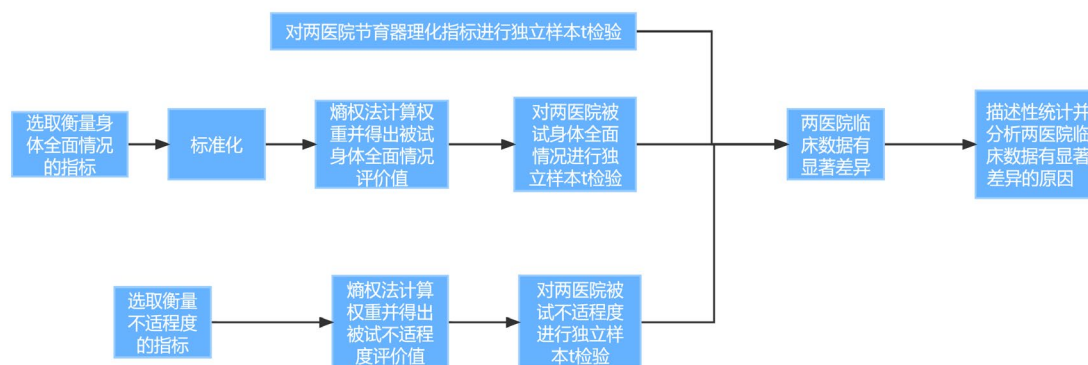 对两医院节育器理化指标进行独立样本t检验
选取衡量身
体全面情况
的指标
标准化
熵权法计算权
重并得出被试
身体全面情况
评价值
对两医院被
试身体全面
情况进行独
立样本t检验
两医院临
床数据有
显著差异
描述性统计并
分析两医院临
床数据有显著
差异的原因
选取衡量
不适程度
的指标
熵权法计算
权重并得出
被试不适程
度评价值
对两医院被
试不适程度
进行独立样
本t检验